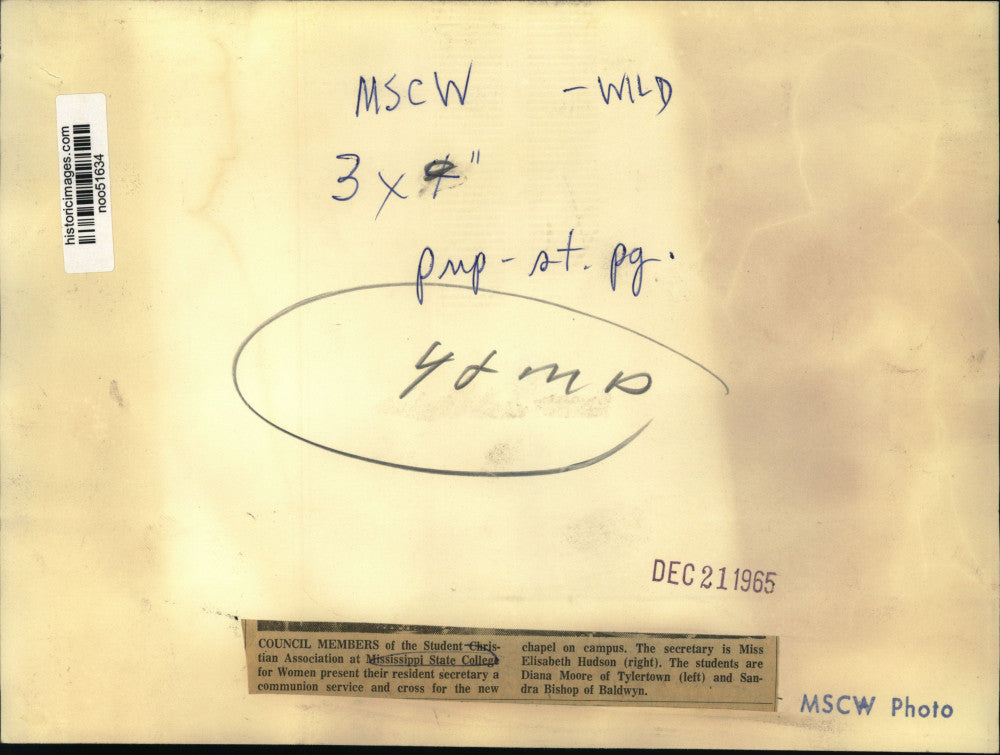 MSCW - WILD
3 x 4"
pmp - st. pg.
historicimages.com
noo51634
DEC 21 1965
COUNCIL MEMBERS of the Student Chris-
tian Association at Mississippi State College
for Women present their resident secretary a
communion service and cross for the new
chapel on campus. The secretary is Miss
Elisabeth Hudson (right). The students are
Diana Moore of Tylertown (left) and San-
dra Bishop of Baldwyn.
MSCW Photo